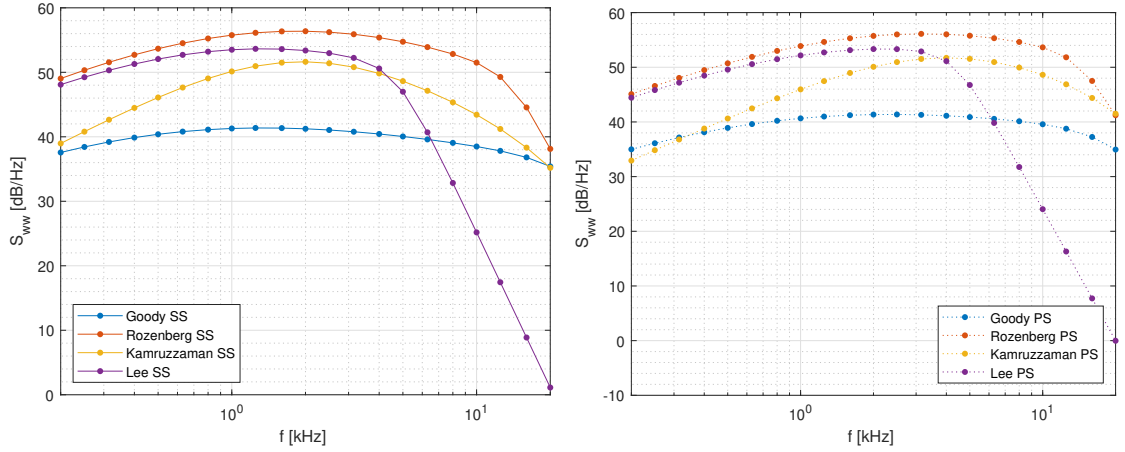 60
50
40
30
20
10
0
S_ww [dB/Hz]
10^0
10^1
f [kHz]
Goody SS
Rozenberg SS
Kamruzzaman SS
Lee SS
60
50
40
30
20
10
0
-10
S_ww [dB/Hz]
10^0
10^1
f [kHz]
Goody PS
Rozenberg PS
Kamruzzaman PS
Lee PS